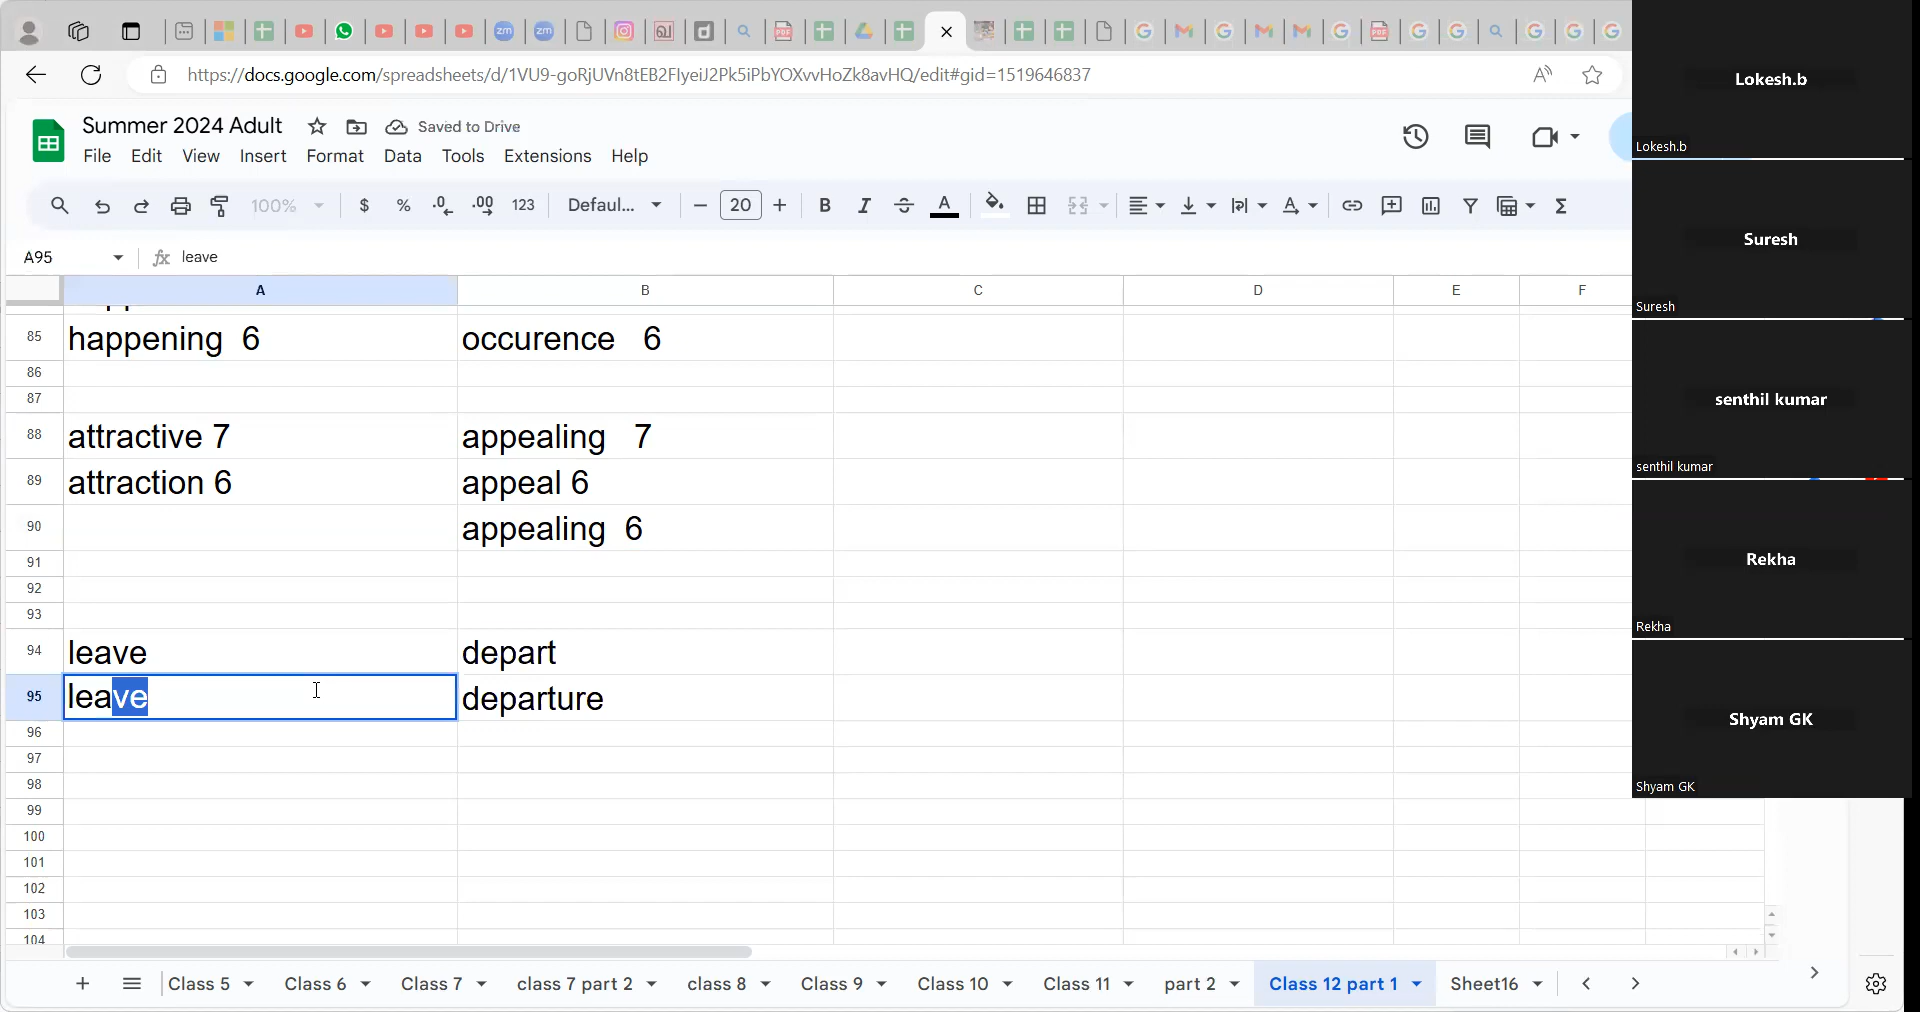 https://docs.google.com/spreadsheets/d/1VU9-goRjUVn8tEB2FIyeiJ2Pk5iPbYOXvvHoZk8avHQ/edit#gid=1519646837
Summer 2024 Adult
Saved to Drive
File Edit View Insert Format Data Tools Extensions Help
100% $ % .0 .00 123 Defaul... 20 B I A
A95 fx leave
A B C D E F
85 happening 6 occurence 6
86
87
88 attractive 7 appealing 7
89 attraction 6 appeal 6
90 appealing 6
91
92
93
94 leave depart
95 leave departure
96
97
98
99
100
101
102
103
104
Class 5 Class 6 Class 7 class 7 part 2 class 8 Class 9 Class 10 Class 11 part 2 Class 12 part 1 Sheet16
Lokesh.b
Lokesh.b
Suresh
Suresh
senthil kumar
senthil kumar
Rekha
Rekha
Shyam GK
Shyam GK